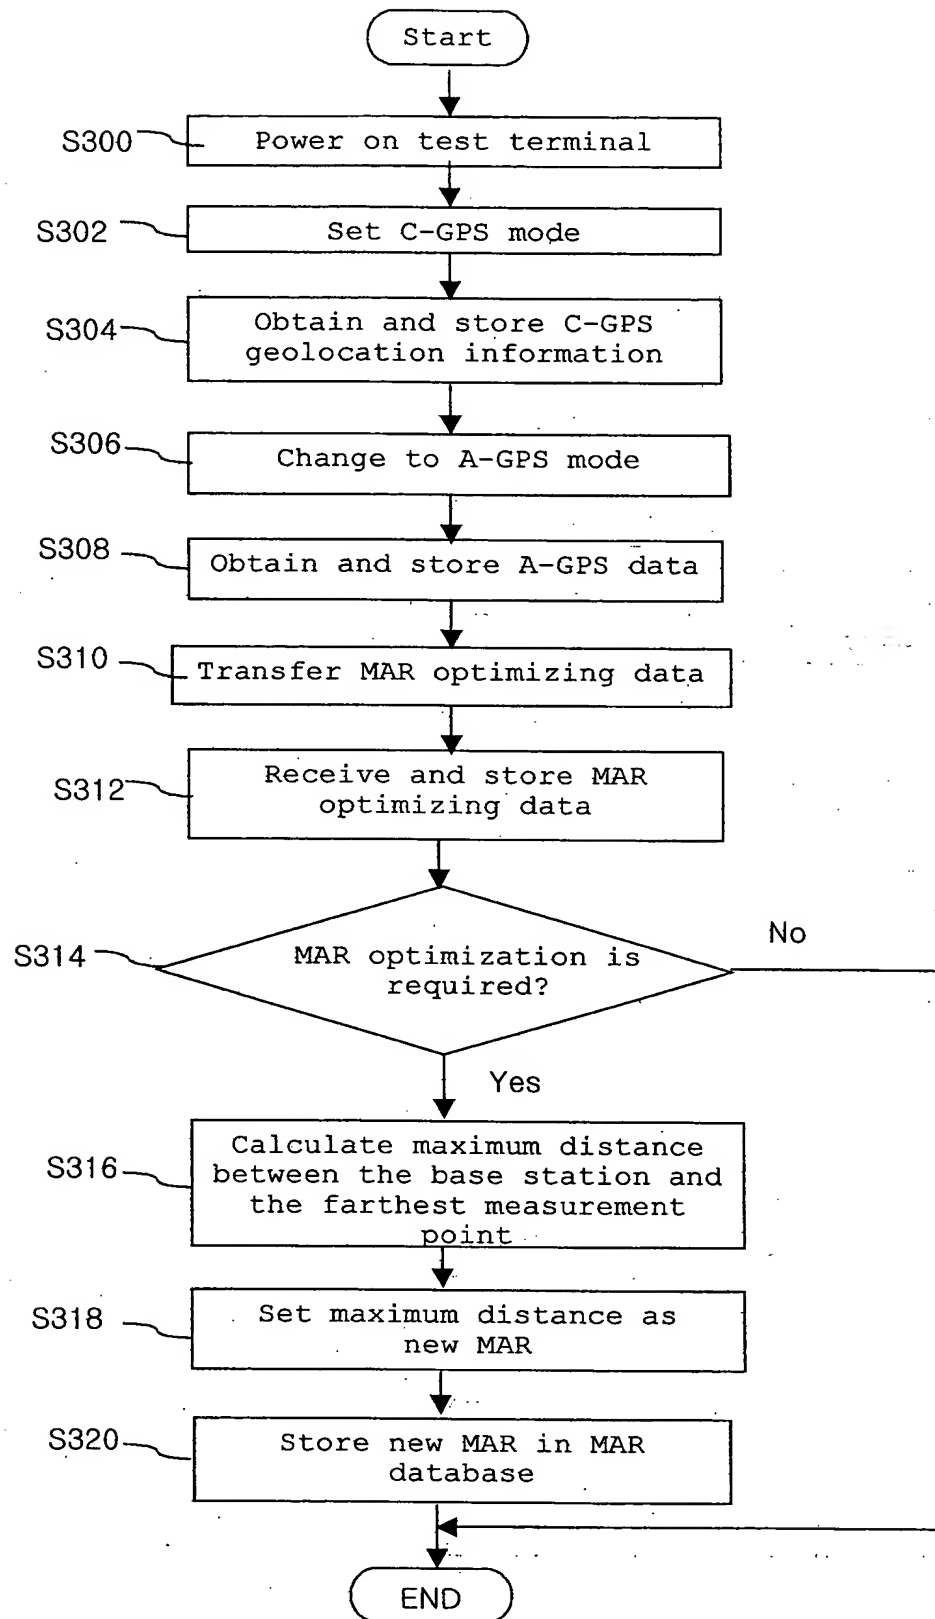 Start
S300
Power on test terminal
S302
Set C-GPS mode
S304
Obtain and store C-GPS
geolocation information
S306
Change to A-GPS mode
S308
Obtain and store A-GPS data
S310
Transfer MAR optimizing data
S312
Receive and store MAR
optimizing data
S314
MAR optimization is
required?
No
Yes
S316
Calculate maximum distance
between the base station and
the farthest measurement
point
S318
Set maximum distance as
new MAR
S320
Store new MAR in MAR
database
END